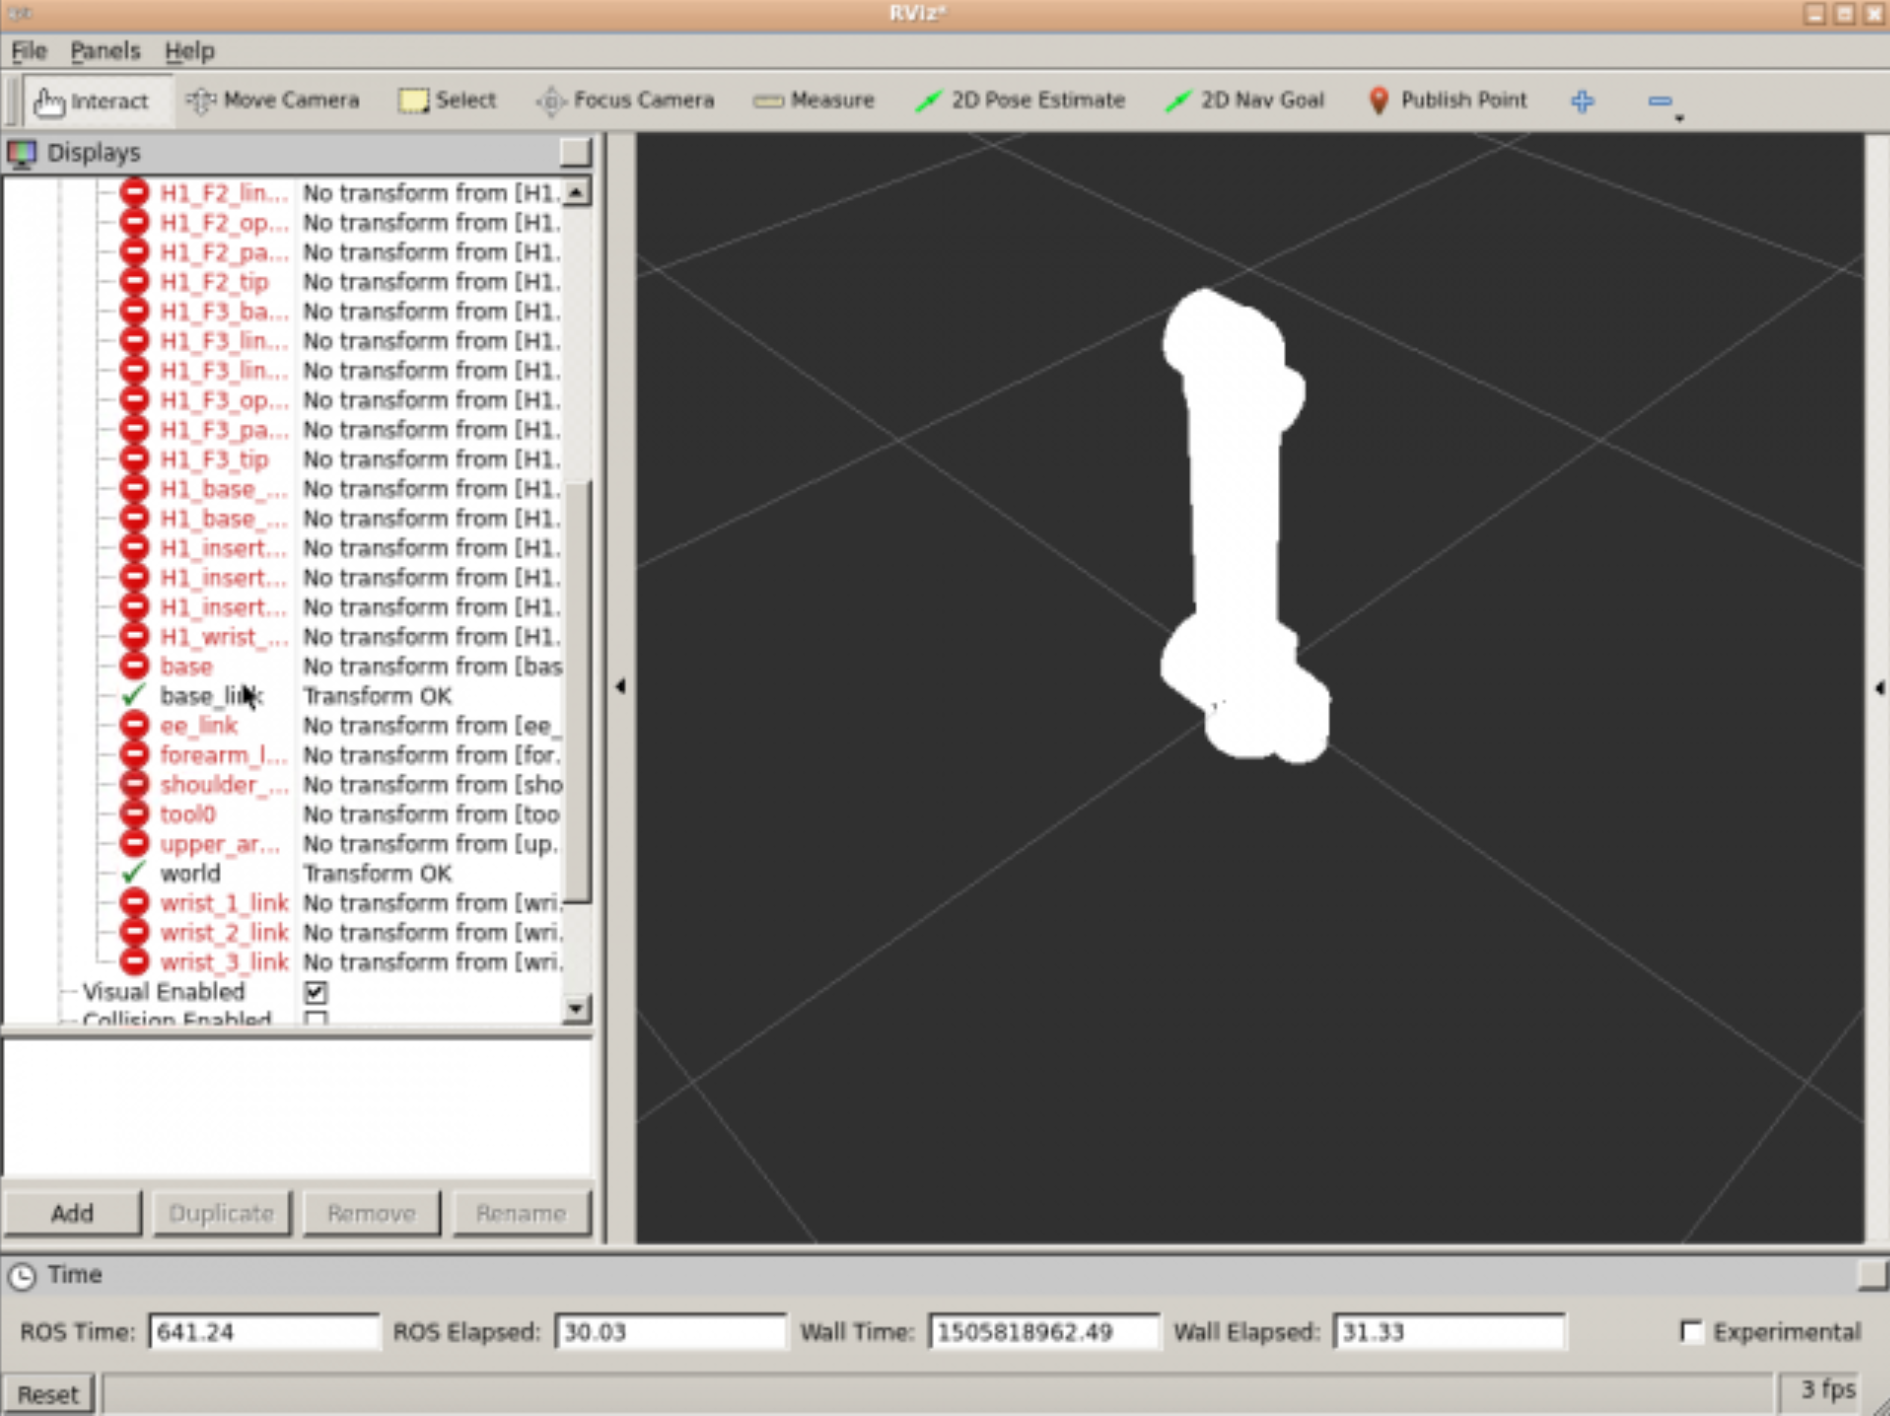 RViz*
File Panels Help
Interact Move Camera Select Focus Camera Measure 2D Pose Estimate 2D Nav Goal Publish Point
Displays
H1_F2_lin... No transform from [H1.
H1_F2_op... No transform from [H1.
H1_F2_pa... No transform from [H1.
H1_F2_tip No transform from [H1.
H1_F3_ba... No transform from [H1.
H1_F3_lin... No transform from [H1.
H1_F3_lin... No transform from [H1.
H1_F3_op... No transform from [H1.
H1_F3_pa... No transform from [H1.
H1_F3_tip No transform from [H1.
H1_base_... No transform from [H1.
H1_base_... No transform from [H1.
H1_insert... No transform from [H1.
H1_insert... No transform from [H1.
H1_insert... No transform from [H1.
H1_wrist_... No transform from [H1.
base No transform from [bas
base_link Transform OK
ee_link No transform from [ee_
forearm_l... No transform from [for.
shoulder_... No transform from [sho
tool0 No transform from [too
upper_ar... No transform from [up.
world Transform OK
wrist_1_link No transform from [wri.
wrist_2_link No transform from [wri.
wrist_3_link No transform from [wri.
Visual Enabled
Collision Enabled
Add Duplicate Remove Rename
Time
ROS Time: 641.24 ROS Elapsed: 30.03 Wall Time: 1505818962.49 Wall Elapsed: 31.33 Experimental
Reset 3 fps